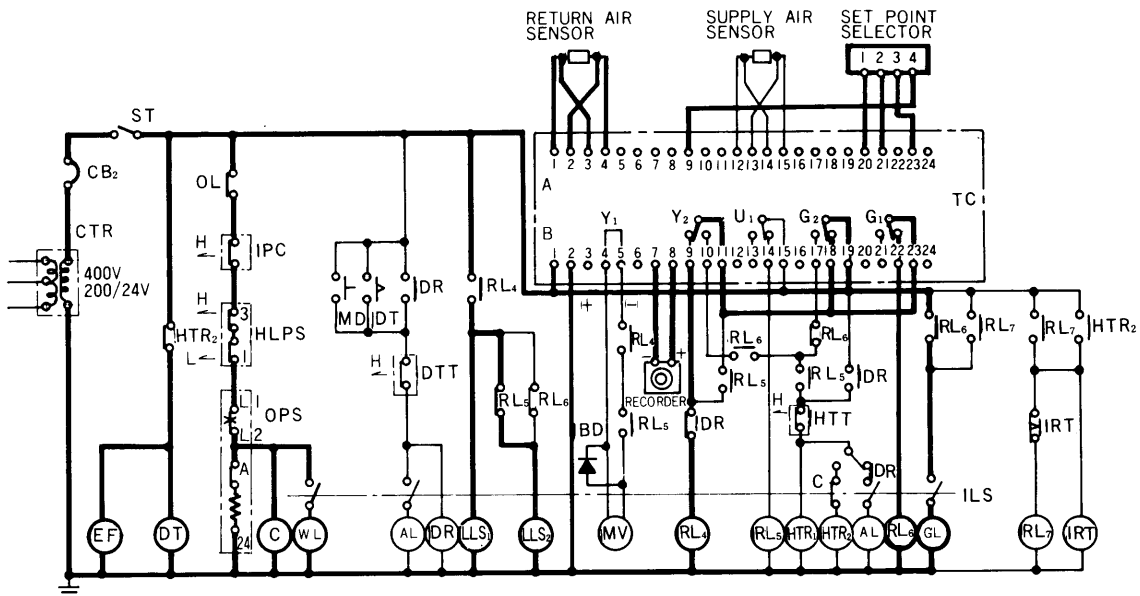 RETURN AIR SENSOR
SUPPLY AIR SENSOR
SET POINT SELECTOR
1 2 3 4
ST
CB₂
CTR
400V
200/24V
OL
H
IPC
H
3
HLPS
L
1
L1
OPS
L2
A
24
HTR₂
A
1 2 3 4 5 6 7 8 9 10 11 12 13 14 15 16 17 18 19 20 21 22 23 24
TC
Y₁ Y₂ U₁ G₂ G₁
B
1 2 3 4 5 6 7 8 9 10 11 12 13 14 15 16 17 18 19 20 21 22 23 24
MD DT DR
H
DTT
RL₄
RL₅ RL₆
+ −
RL₄
− +
RECORDER
RL₅
BD
RL₅
DR
RL₆
RL₆
RL₅ DR
H
HTT
C
DR
RL₆ RL₇
RL₇ HTR₂
IRT
ILS
EF DT C WL AL DR LLS₁ LLS₂ MV RL₄ RL₅ HTR₁ HTR₂ AL RL₆ GL RL₇ IRT